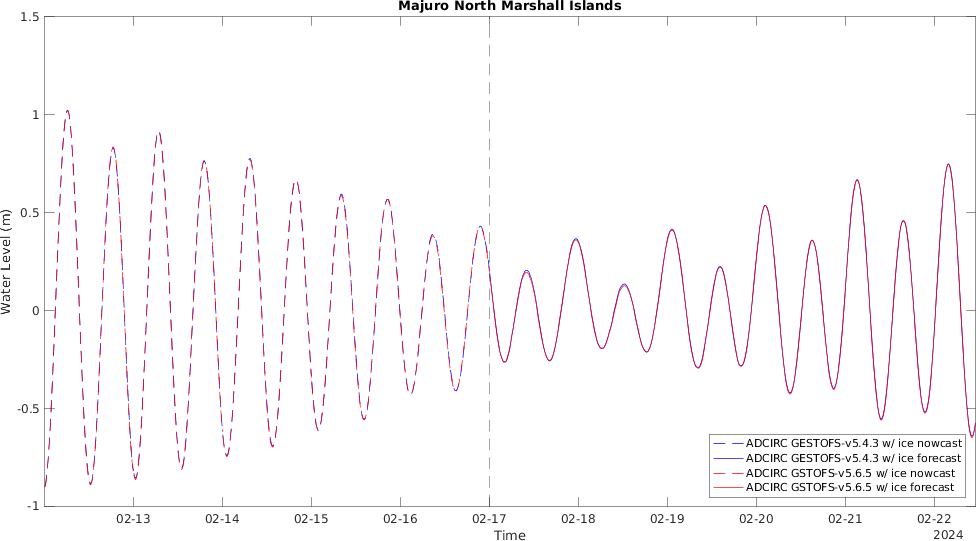 Majuro North Marshall Islands
1.5
1
0.5
0
-0.5
-1
Water Level (m)
ADCIRC GESTOFS-v5.4.3 w/ ice nowcast
ADCIRC GESTOFS-v5.4.3 w/ ice forecast
ADCIRC GSTOFS-v5.6.5 w/ ice nowcast
ADCIRC GSTOFS-v5.6.5 w/ ice forecast
02-13 02-14 02-15 02-16 02-17 02-18 02-19 02-20 02-21 02-22
Time 2024